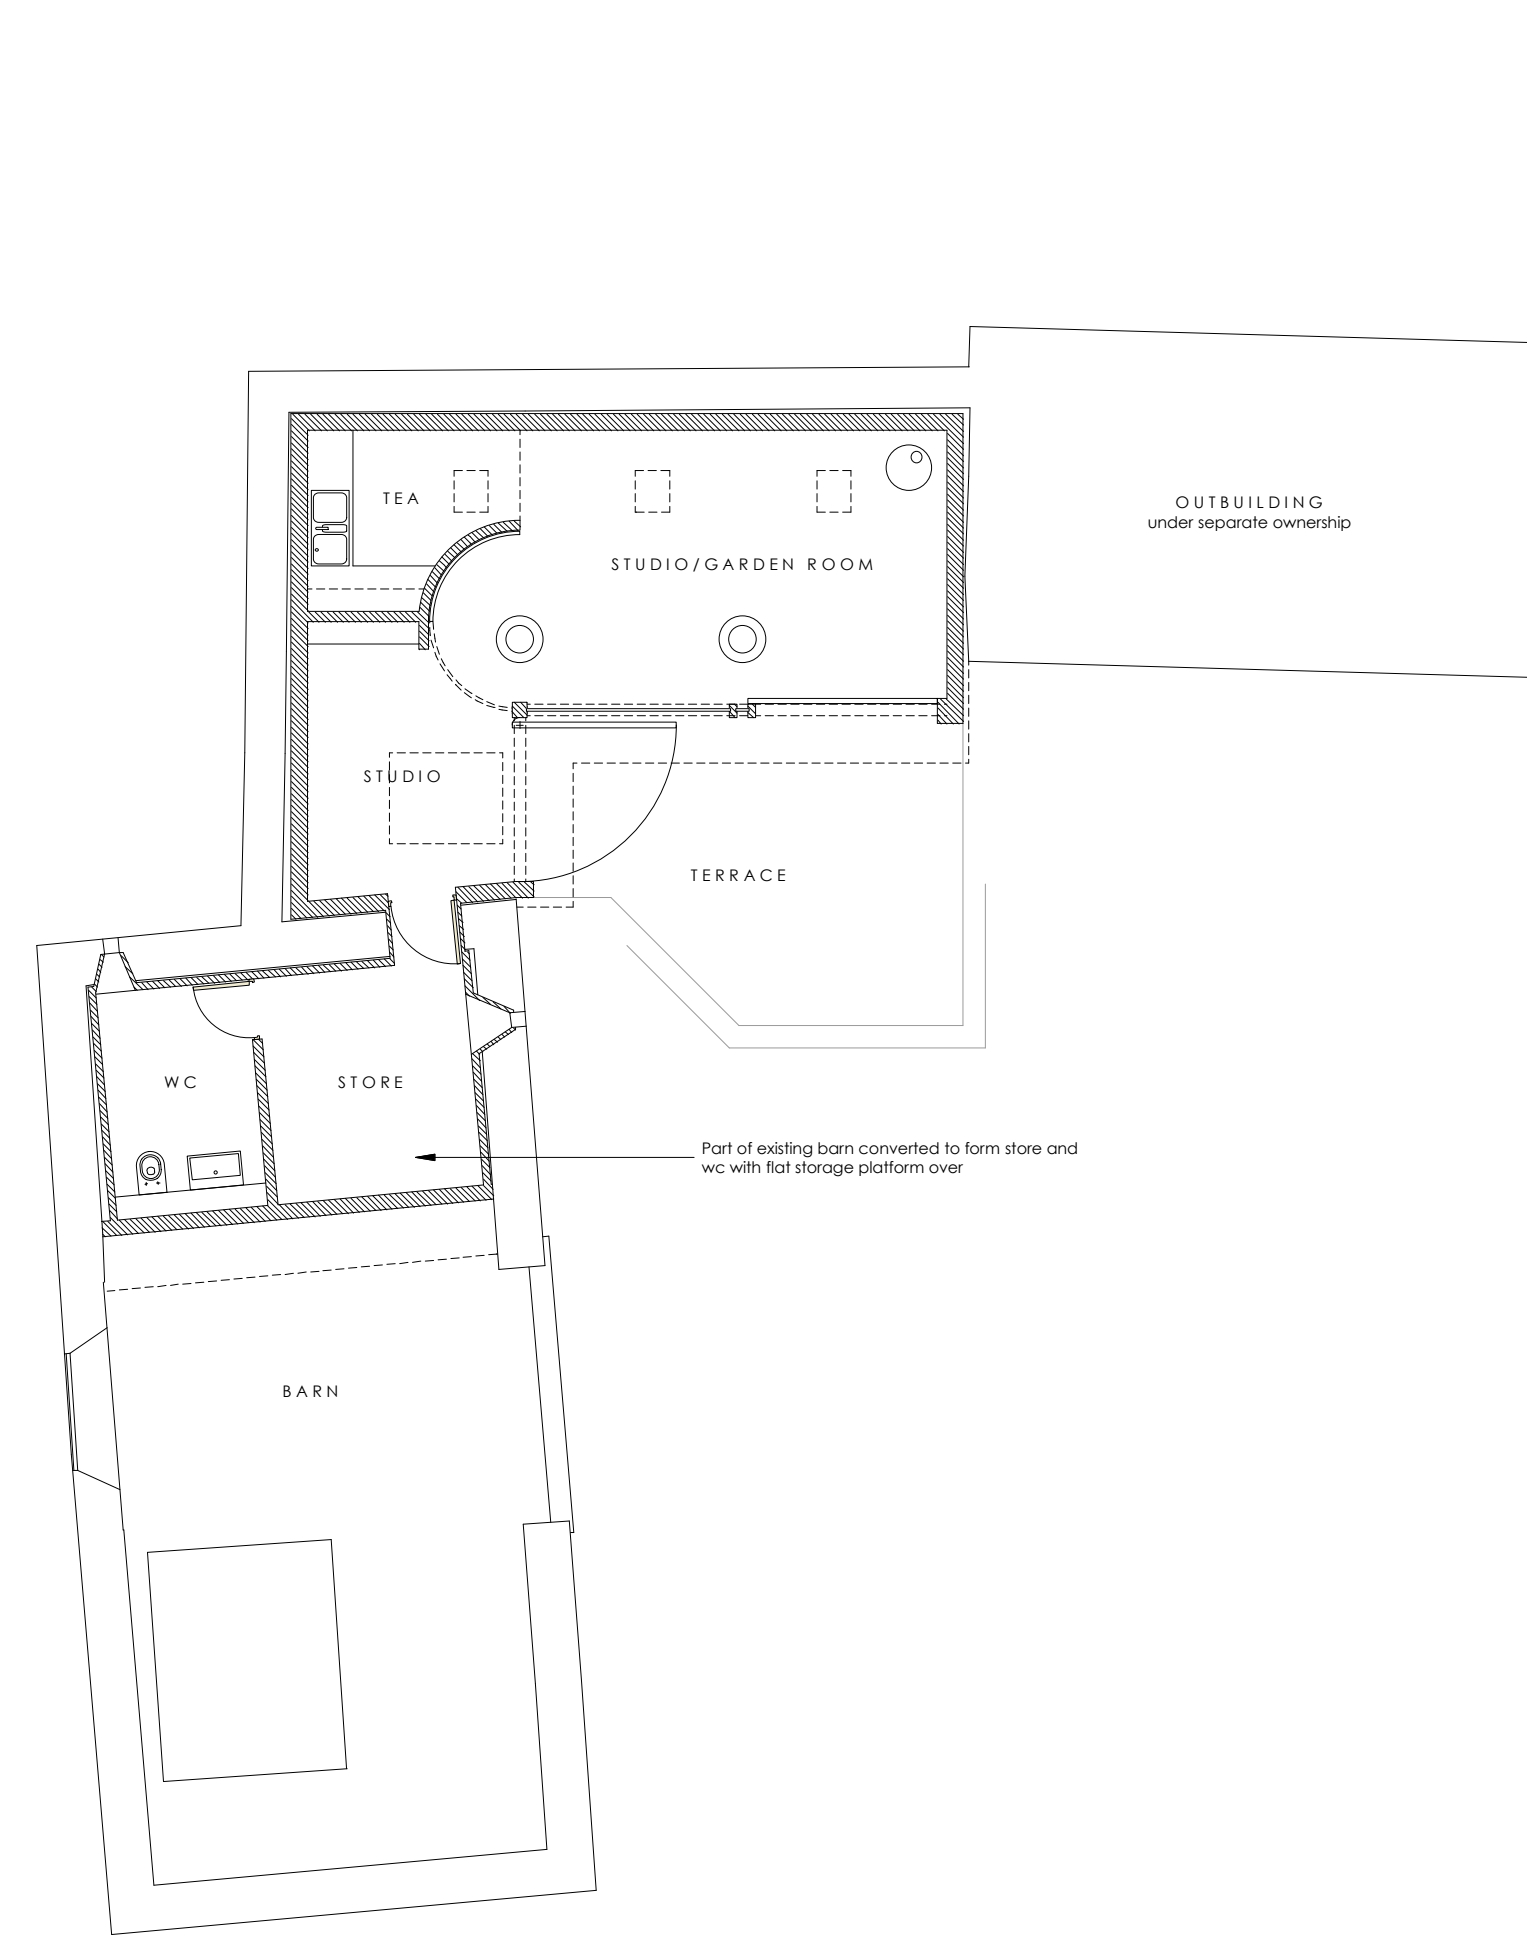 TEA
OUTBUILDING
under separate ownership
STUDIO/GARDEN ROOM
STUDIO
TERRACE
WC
STORE
Part of existing barn converted to form store and
wc with flat storage platform over
BARN